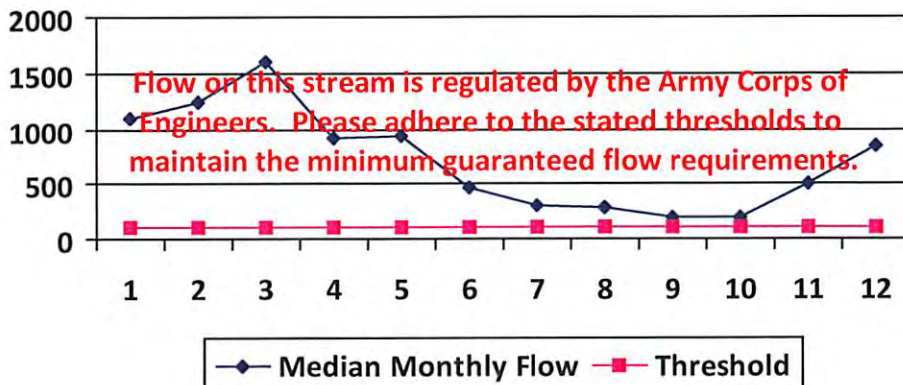 2000
1500
1000
500
0
Flow on this stream is regulated by the Army Corps of
Engineers. Please adhere to the stated thresholds to
maintain the minimum guaranteed flow requirements.
1 2 3 4 5 6 7 8 9 10 11 12
Median Monthly Flow Threshold